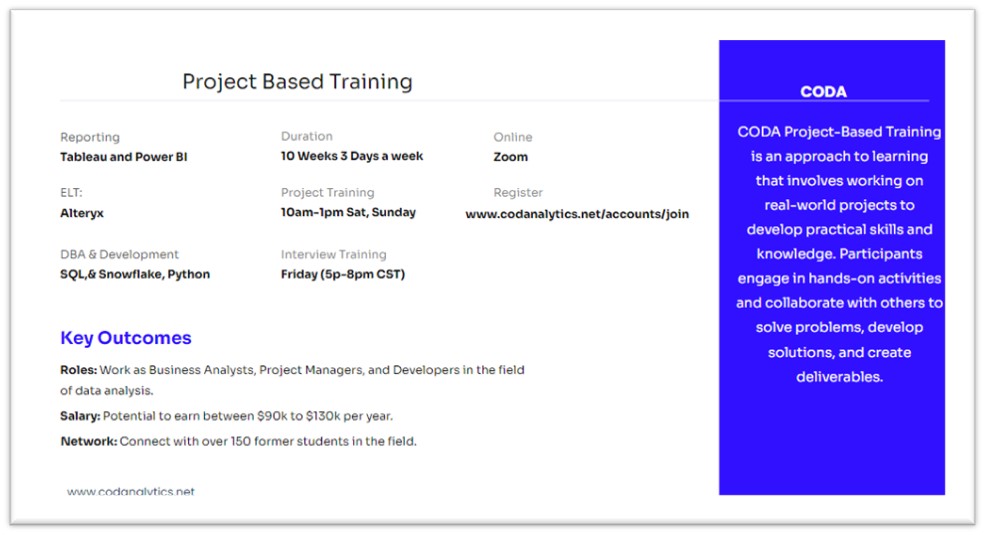 Project Based Training
Reporting
Tableau and Power BI
Duration
10 Weeks 3 Days a week
Online
Zoom
ELT:
Alteryx
Project Training
10am-1pm Sat, Sunday
Register
www.codanalytics.net/accounts/join
DBA & Development
SQL,& Snowflake, Python
Interview Training
Friday (5p-8pm CST)
Key Outcomes
Roles: Work as Business Analysts, Project Managers, and Developers in the field
of data analysis.
Salary: Potential to earn between $90k to $130k per year.
Network: Connect with over 150 former students in the field.
www.codanalytics.net
CODA
CODA Project-Based Training
is an approach to learning
that involves working on
real-world projects to
develop practical skills and
knowledge. Participants
engage in hands-on activities
and collaborate with others to
solve problems, develop
solutions, and create
deliverables.